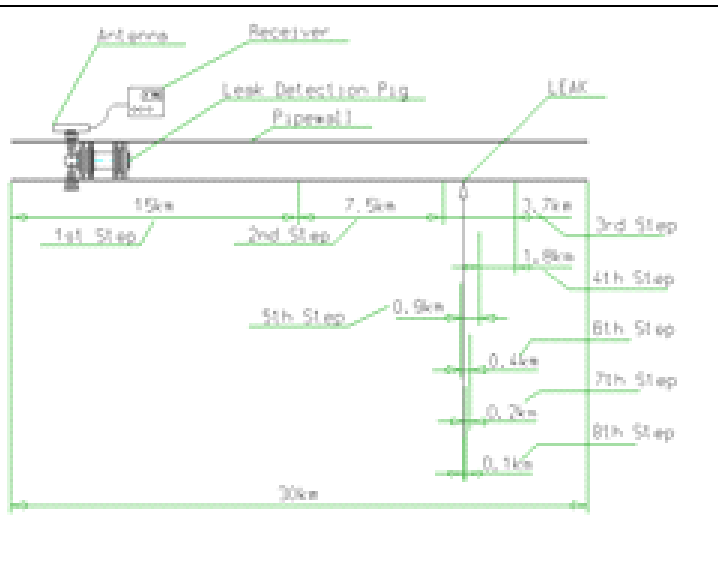 Antenna
Receiver
Leak Detection Pig
LEAK
Pipewall
15km
7.5km
3.7km
1st Step
2nd Step
3rd Step
1.8km
4th Step
5th Step
0.9km
6th Step
0.4km
7th Step
0.2km
8th Step
0.1km
30km